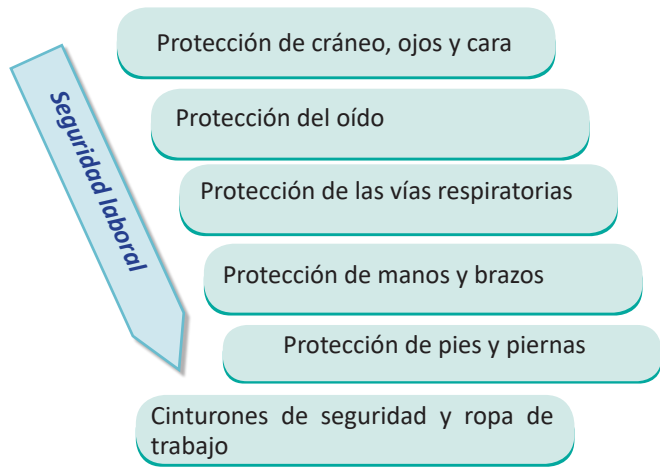 Protección de cráneo, ojos y cara
Seguridad laboral
Protección del oído
Protección de las vías respiratorias
Protección de manos y brazos
Protección de pies y piernas
Cinturones de seguridad y ropa de
trabajo